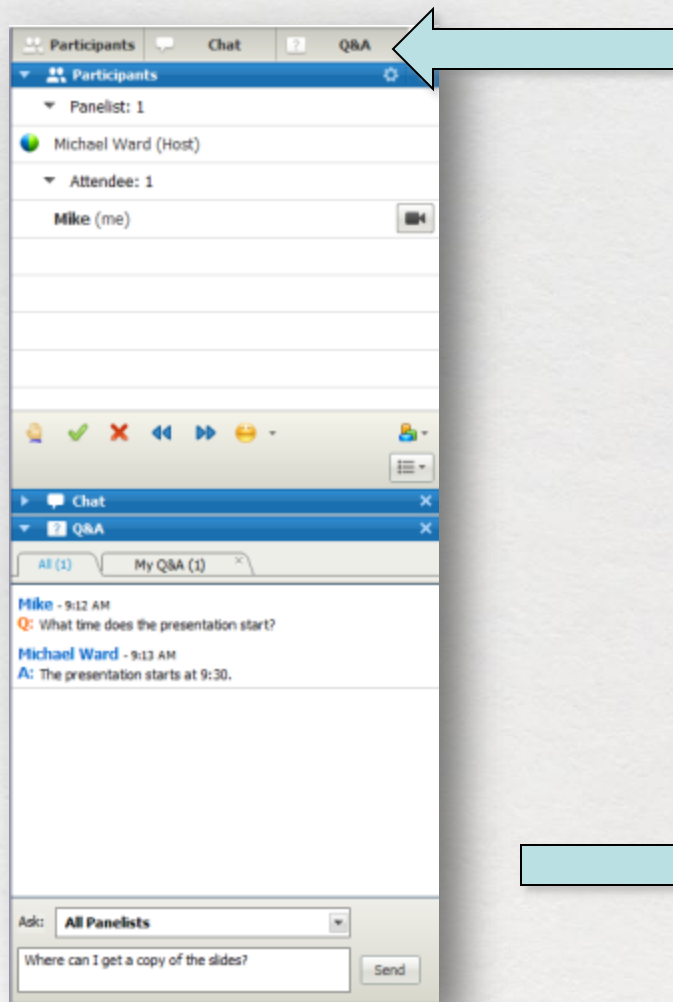 Participants Chat ? Q&A
Participants
Panelist: 1
Michael Ward (Host)
Attendee: 1
Mike (me)
Chat
? Q&A
All (1) My Q&A (1)
Mike - 9:12 AM
Q: What time does the presentation start?
Michael Ward - 9:13 AM
A: The presentation starts at 9:30.
Ask: All Panelists
Where can I get a copy of the slides?
Send